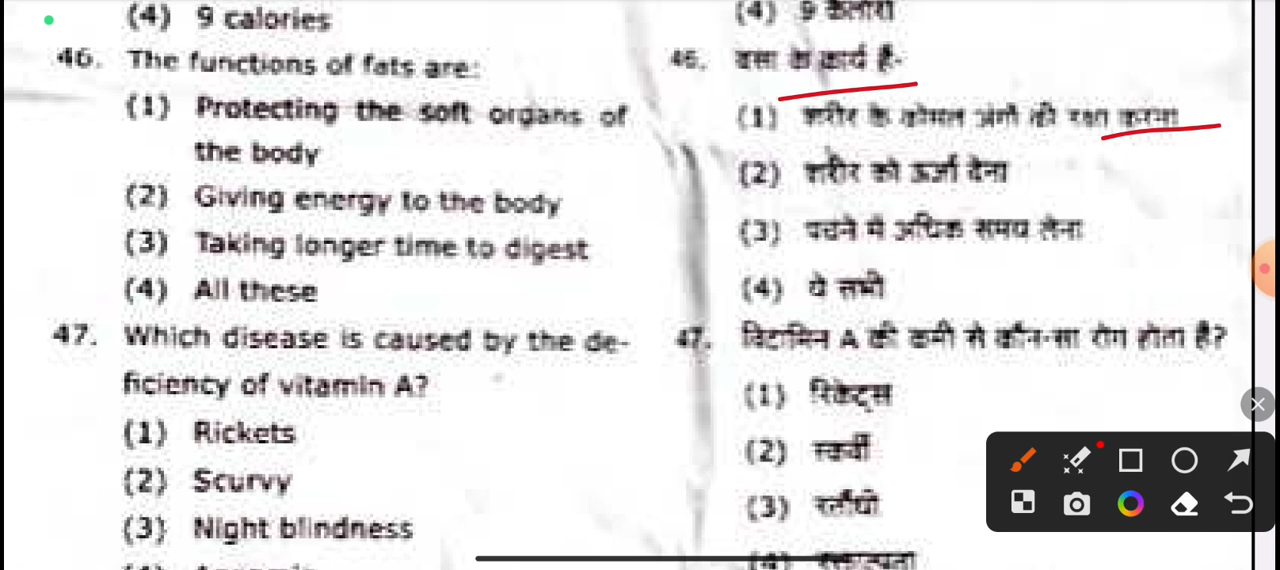 (4) 9 calories
46. The functions of fats are:
(1) Protecting the soft organs of
the body
(2) Giving energy to the body
(3) Taking longer time to digest
(4) All these
47. Which disease is caused by the de-
ficiency of vitamin A?
(1) Rickets
(2) Scurvy
(3) Night blindness
(4) 9 कैलोरी
46. वसा के कार्य हैं-
(1) शरीर के कोमल अंगों की रक्षा करना
(2) शरीर को ऊर्जा देना
(3) पचने में अधिक समय लेना
(4) ये सभी
47. विटामिन A की कमी से कौन-सा रोग होता है?
(1) रिकेट्स
(2) स्कर्वी
(3) रतौंधी
(4) रक्ताल्पता